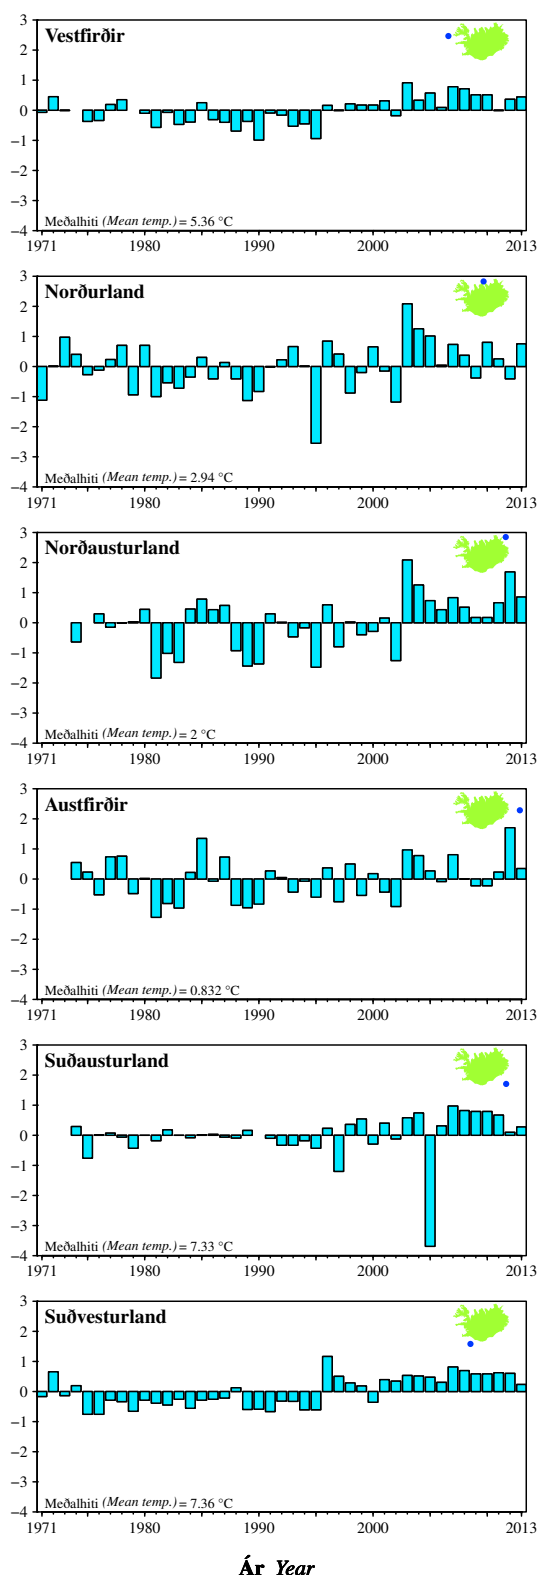 Vestfirðir
3
2
1
0
−1
−2
−3
−4
Meðalhiti (Mean temp.) = 5.36 °C
1971 1980 1990 2000 2013
Norðurland
3
2
1
0
−1
−2
−3
−4
Meðalhiti (Mean temp.) = 2.94 °C
1971 1980 1990 2000 2013
Norðausturland
3
2
1
0
−1
−2
−3
−4
Meðalhiti (Mean temp.) = 2 °C
1971 1980 1990 2000 2013
Austfirðir
3
2
1
0
−1
−2
−3
−4
Meðalhiti (Mean temp.) = 0.832 °C
1971 1980 1990 2000 2013
Suðausturland
3
2
1
0
−1
−2
−3
−4
Meðalhiti (Mean temp.) = 7.33 °C
1971 1980 1990 2000 2013
Suðvesturland
3
2
1
0
−1
−2
−3
−4
Meðalhiti (Mean temp.) = 7.36 °C
1971 1980 1990 2000 2013
Ár Year